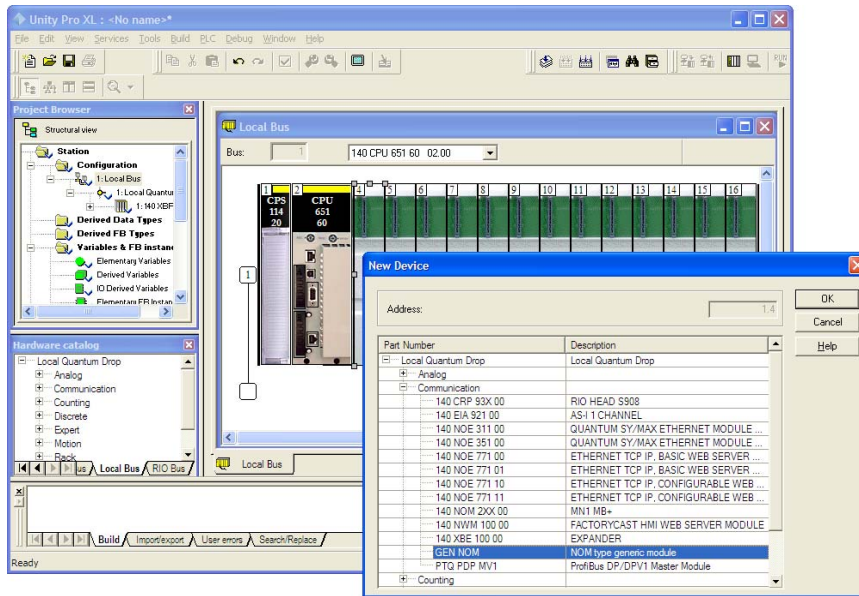 Unity Pro XL : <No name>*
File Edit View Services Tools Build PLC Debug Window Help
RUN
Project Browser
Structural view
Station
Configuration
1: Local Bus
1: Local Quantu
1: 140 XBF
Derived Data Types
Derived FB Types
Variables & FB instan
Elementary Variables
Derived Variables
IO Derived Variables
Elementary FB Instan
Hardware catalog
Local Quantum Drop
Analog
Communication
Counting
Discrete
Expert
Motion
Rack
us Local Bus RIO Bus
Local Bus
Bus: 1 140 CPU 651 60 02.00
1 2 4 5 6 7 8 9 10 11 12 13 14 15 16
CPS 114 20
CPU 651 60
1
Local Bus
New Device
Address: 1.4
OK
Cancel
Help
Part Number Description
Local Quantum Drop Local Quantum Drop
Analog
Communication
140 CRP 93X 00 RIO HEAD S908
140 EIA 921 00 AS-I 1 CHANNEL
140 NOE 311 00 QUANTUM SY/MAX ETHERNET MODULE ...
140 NOE 351 00 QUANTUM SY/MAX ETHERNET MODULE ...
140 NOE 771 00 ETHERNET TCP IP, BASIC WEB SERVER ...
140 NOE 771 01 ETHERNET TCP IP, BASIC WEB SERVER ...
140 NOE 771 10 ETHERNET TCP IP, CONFIGURABLE WEB ...
140 NOE 771 11 ETHERNET TCP IP, CONFIGURABLE WEB ...
140 NOM 2XX 00 MN1 MB+
140 NWM 100 00 FACTORYCAST HMI WEB SERVER MODULE
140 XBE 100 00 EXPANDER
GEN NOM NOM type generic module
PTQ PDP MV1 ProfiBus DP/DPV1 Master Module
Counting
Build Import/export User errors Search/Replace
Ready